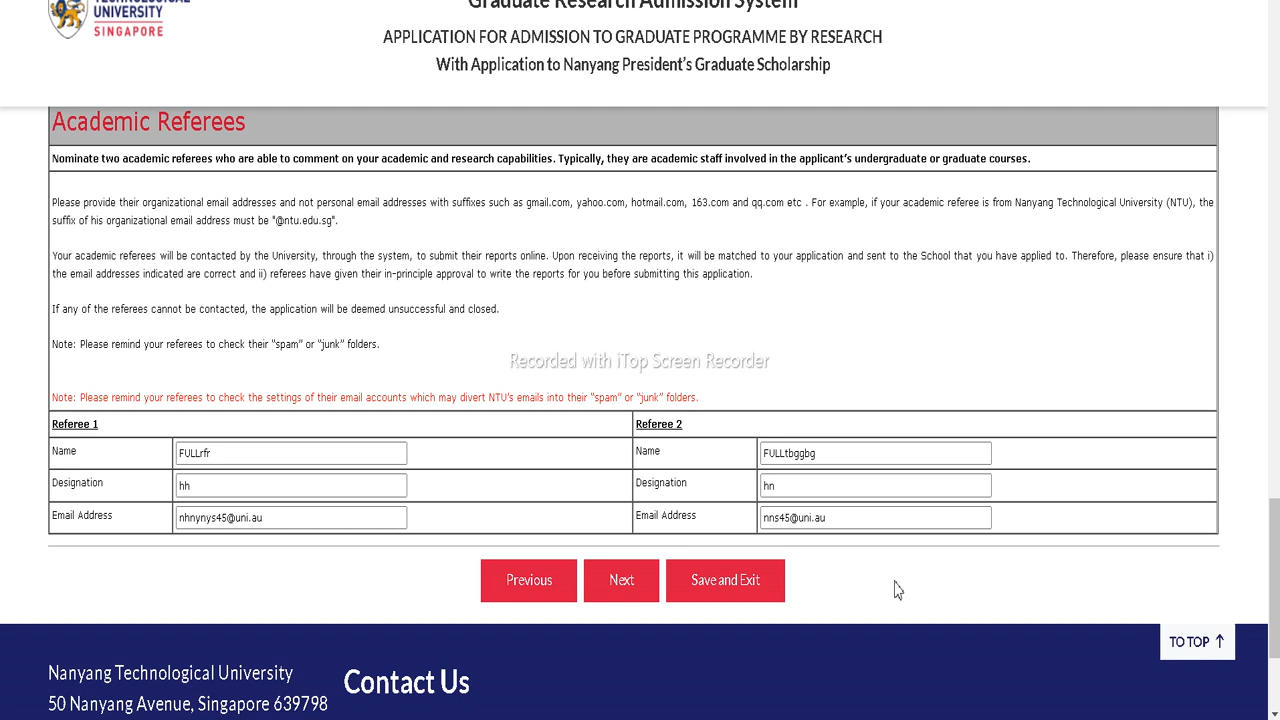 TECHNOLOGICAL
UNIVERSITY
SINGAPORE
Graduate Research Admission System
APPLICATION FOR ADMISSION TO GRADUATE PROGRAMME BY RESEARCH
With Application to Nanyang President's Graduate Scholarship
Academic Referees
Nominate two academic referees who are able to comment on your academic and research capabilities. Typically, they are academic staff involved in the applicant's undergraduate or graduate courses.
Please provide their organizational email addresses and not personal email addresses with suffixes such as gmail.com, yahoo.com, hotmail.com, 163.com and qq.com etc . For example, if your academic referee is from Nanyang Technological University (NTU), the
suffix of his organizational email address must be "@ntu.edu.sg".
Your academic referees will be contacted by the University, through the system, to submit their reports online. Upon receiving the reports, it will be matched to your application and sent to the School that you have applied to. Therefore, please ensure that i)
the email addresses indicated are correct and ii) referees have given their in-principle approval to write the reports for you before submitting this application.
If any of the referees cannot be contacted, the application will be deemed unsuccessful and closed.
Note: Please remind your referees to check their "spam" or "junk" folders.
Recorded with iTop Screen Recorder
Note: Please remind your referees to check the settings of their email accounts which may divert NTU's emails into their "spam" or "junk" folders.
Referee 1 Referee 2
Name FULLrfr Name FULLtbggbg
Designation hh Designation hn
Email Address nhnynys45@uni.au Email Address nns45@uni.au
Previous Next Save and Exit
TO TOP ↑
Nanyang Technological University
50 Nanyang Avenue, Singapore 639798
Contact Us